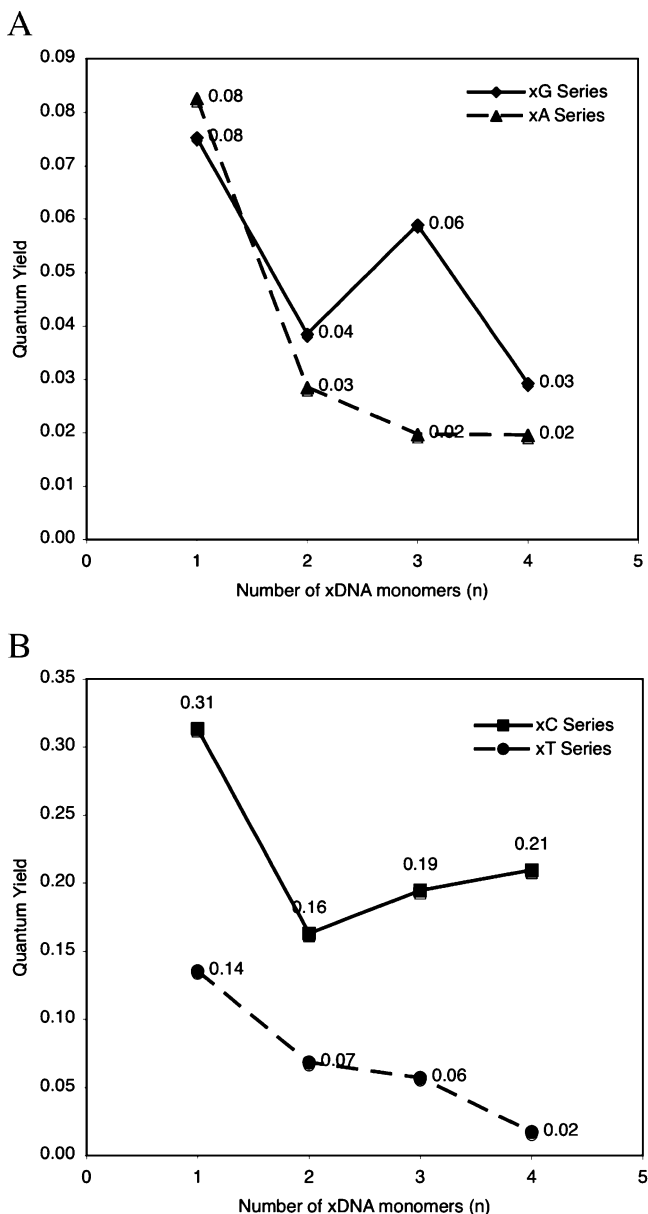 A
0.09
0.08
0.07
0.06
0.05
0.04
0.03
0.02
0.01
0.00
Quantum Yield
0.08
0.08
0.04
0.03
0.06
0.02
0.03
0.02
xG Series
xA Series
0 1 2 3 4 5
Number of xDNA monomers (n)
B
0.35
0.30
0.25
0.20
0.15
0.10
0.05
0.00
Quantum Yield
0.31
0.16
0.19
0.21
0.14
0.07
0.06
0.02
xC Series
xT Series
0 1 2 3 4 5
Number of xDNA monomers (n)